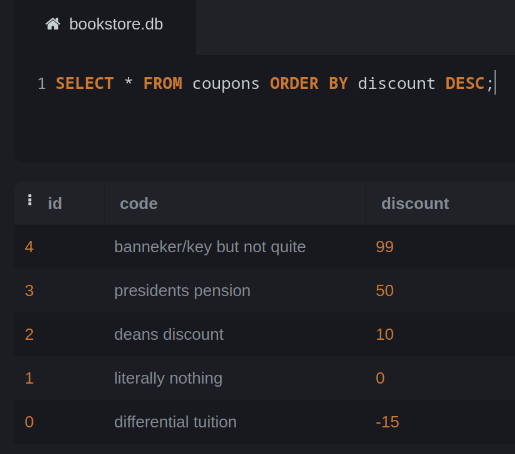 bookstore.db
1 SELECT * FROM coupons ORDER BY discount DESC;
id code discount
4 banneker/key but not quite 99
3 presidents pension 50
2 deans discount 10
1 literally nothing 0
0 differential tuition -15